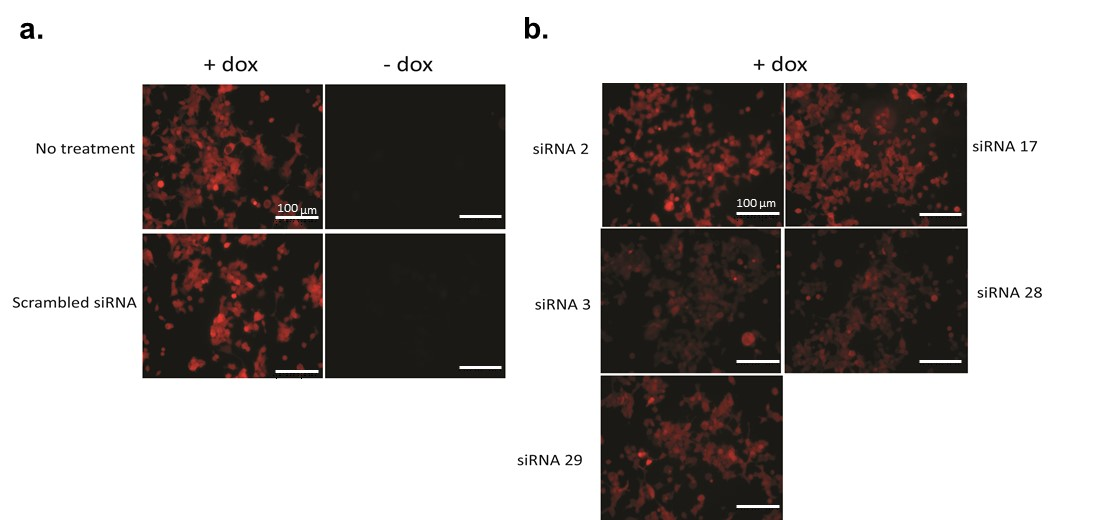 a.
+ dox
- dox
No treatment
100 µm
Scrambled siRNA
b.
+ dox
siRNA 2
100 µm
siRNA 17
siRNA 3
siRNA 28
siRNA 29